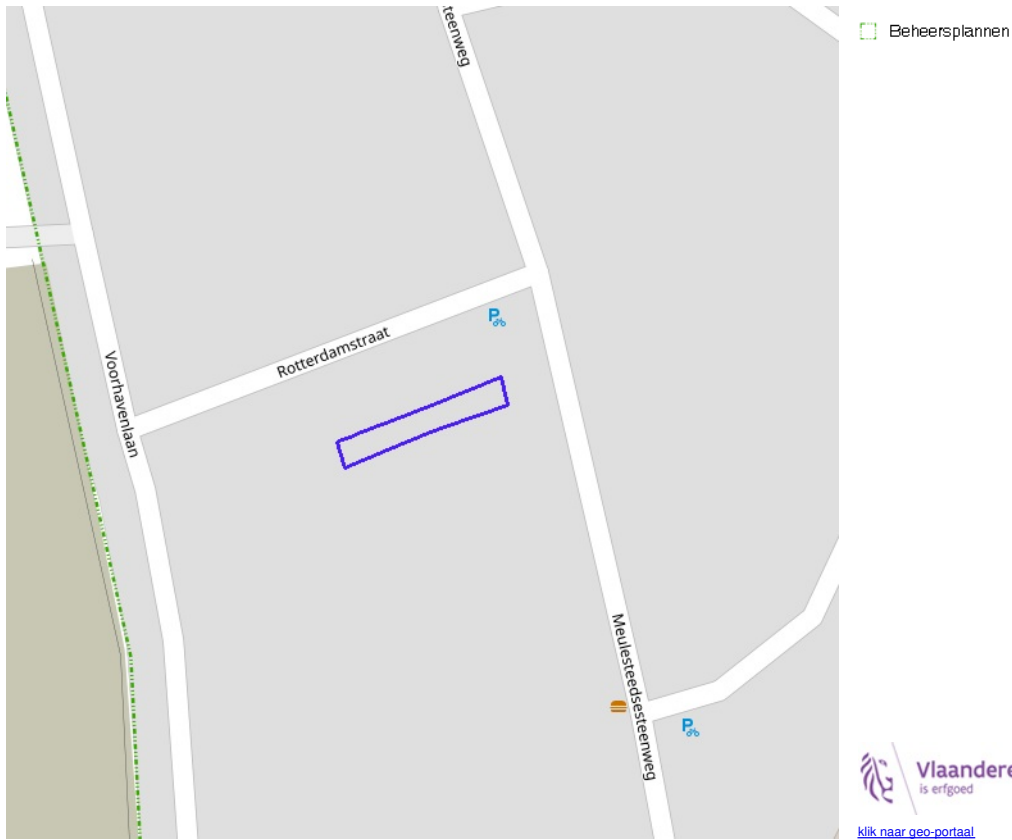 teenweg
Beheersplannen
Rotterdamstraat
Voorhavenlaan
P
Meulesteedsesteenweg
P
Vlaandere
is erfgoed
klik naar geo-portaal